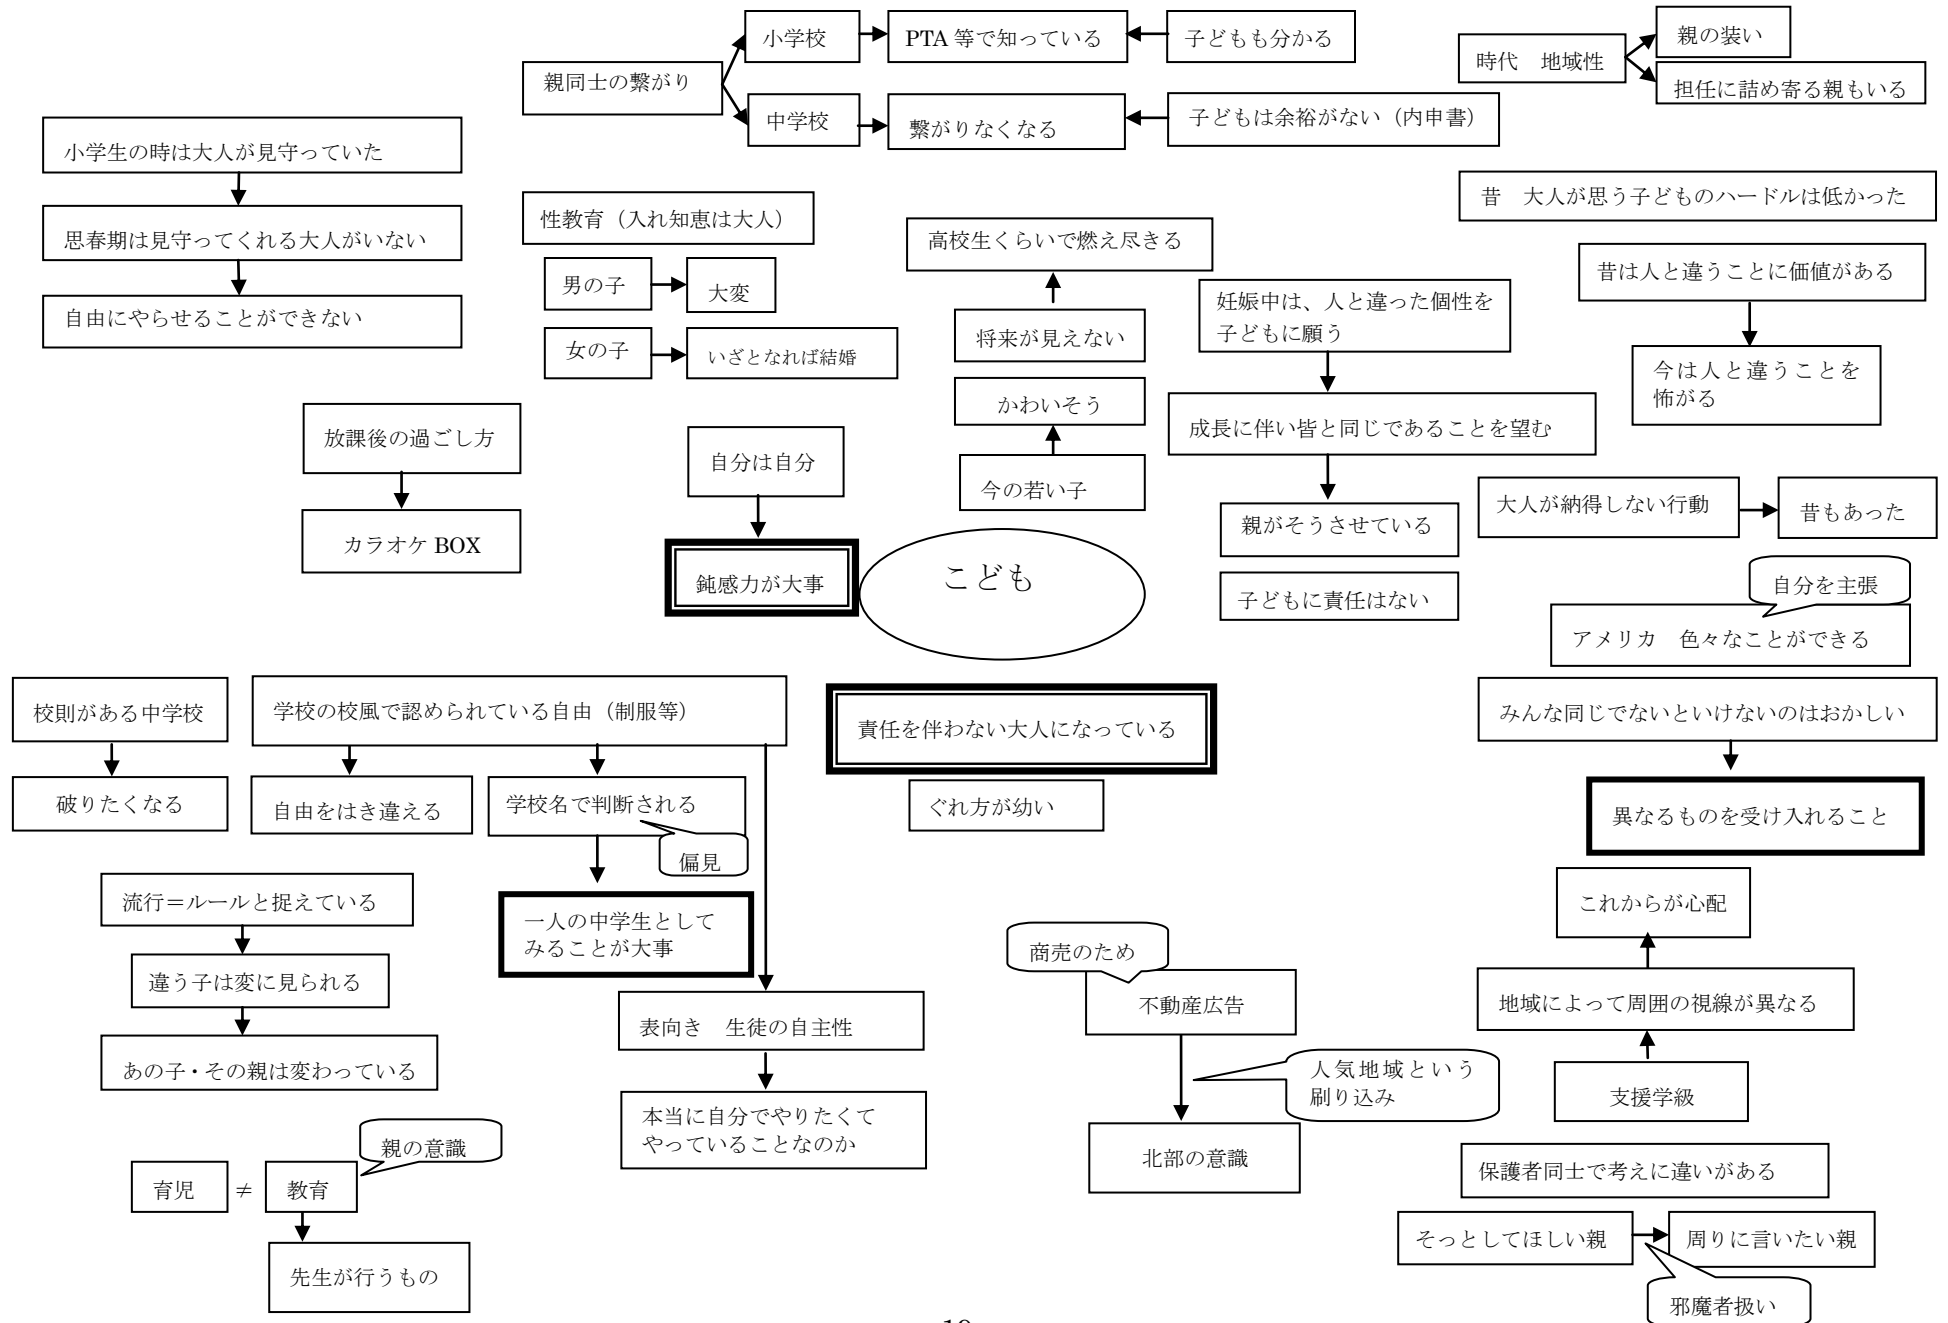 小学校
PTA 等で知っている
子どもも分かる
親同士の繋がり
中学校
繋がりなくなる
子どもは余裕がない（内申書）
時代　地域性
親の装い
担任に詰め寄る親もいる
小学生の時は大人が見守っていた
思春期は見守ってくれる大人がいない
自由にやらせることができない
性教育（入れ知恵は大人）
男の子
大変
女の子
いざとなれば結婚
高校生くらいで燃え尽きる
将来が見えない
かわいそう
今の若い子
昔　大人が思う子どものハードルは低かった
昔は人と違うことに価値がある
今は人と違うことを
怖がる
妊娠中は、人と違った個性を
子どもに願う
成長に伴い皆と同じであることを望む
親がそうさせている
子どもに責任はない
大人が納得しない行動
昔もあった
放課後の過ごし方
カラオケ BOX
自分は自分
鈍感力が大事
こども
自分を主張
アメリカ　色々なことができる
みんな同じでないといけないのはおかしい
異なるものを受け入れること
校則がある中学校
破りたくなる
学校の校風で認められている自由（制服等）
自由をはき違える
学校名で判断される
偏見
一人の中学生として
みることが大事
責任を伴わない大人になっている
ぐれ方が幼い
流行＝ルールと捉えている
違う子は変に見られる
あの子・その親は変わっている
表向き　生徒の自主性
本当に自分でやりたくて
やっていることなのか
商売のため
不動産広告
人気地域という
刷り込み
北部の意識
これからが心配
地域によって周囲の視線が異なる
支援学級
親の意識
育児 ≠ 教育
先生が行うもの
保護者同士で考えに違いがある
そっとしてほしい親
周りに言いたい親
邪魔者扱い